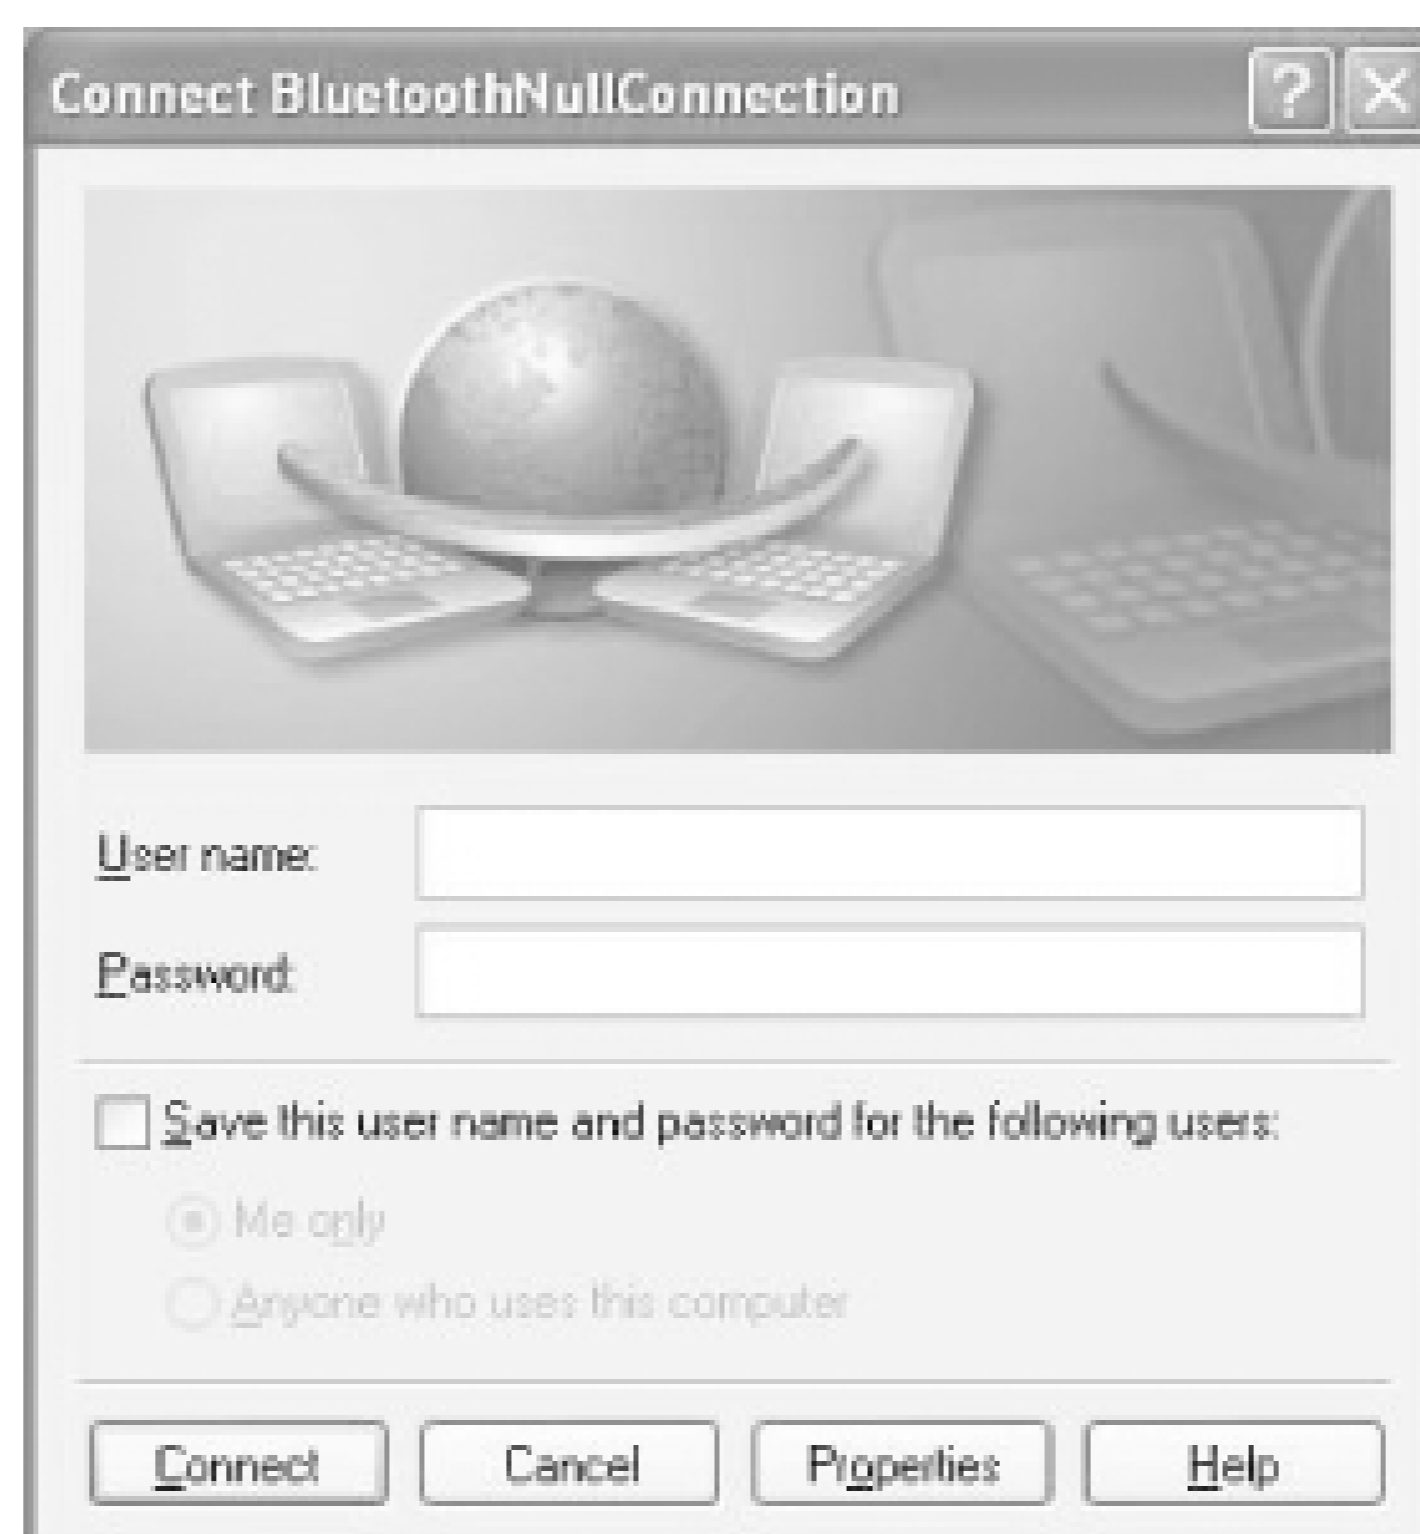 Connect BluetoothNullConnection
User name:
Password:
Save this user name and password for the following users:
Me only
Anyone who uses this computer
Connect Cancel Properties Help